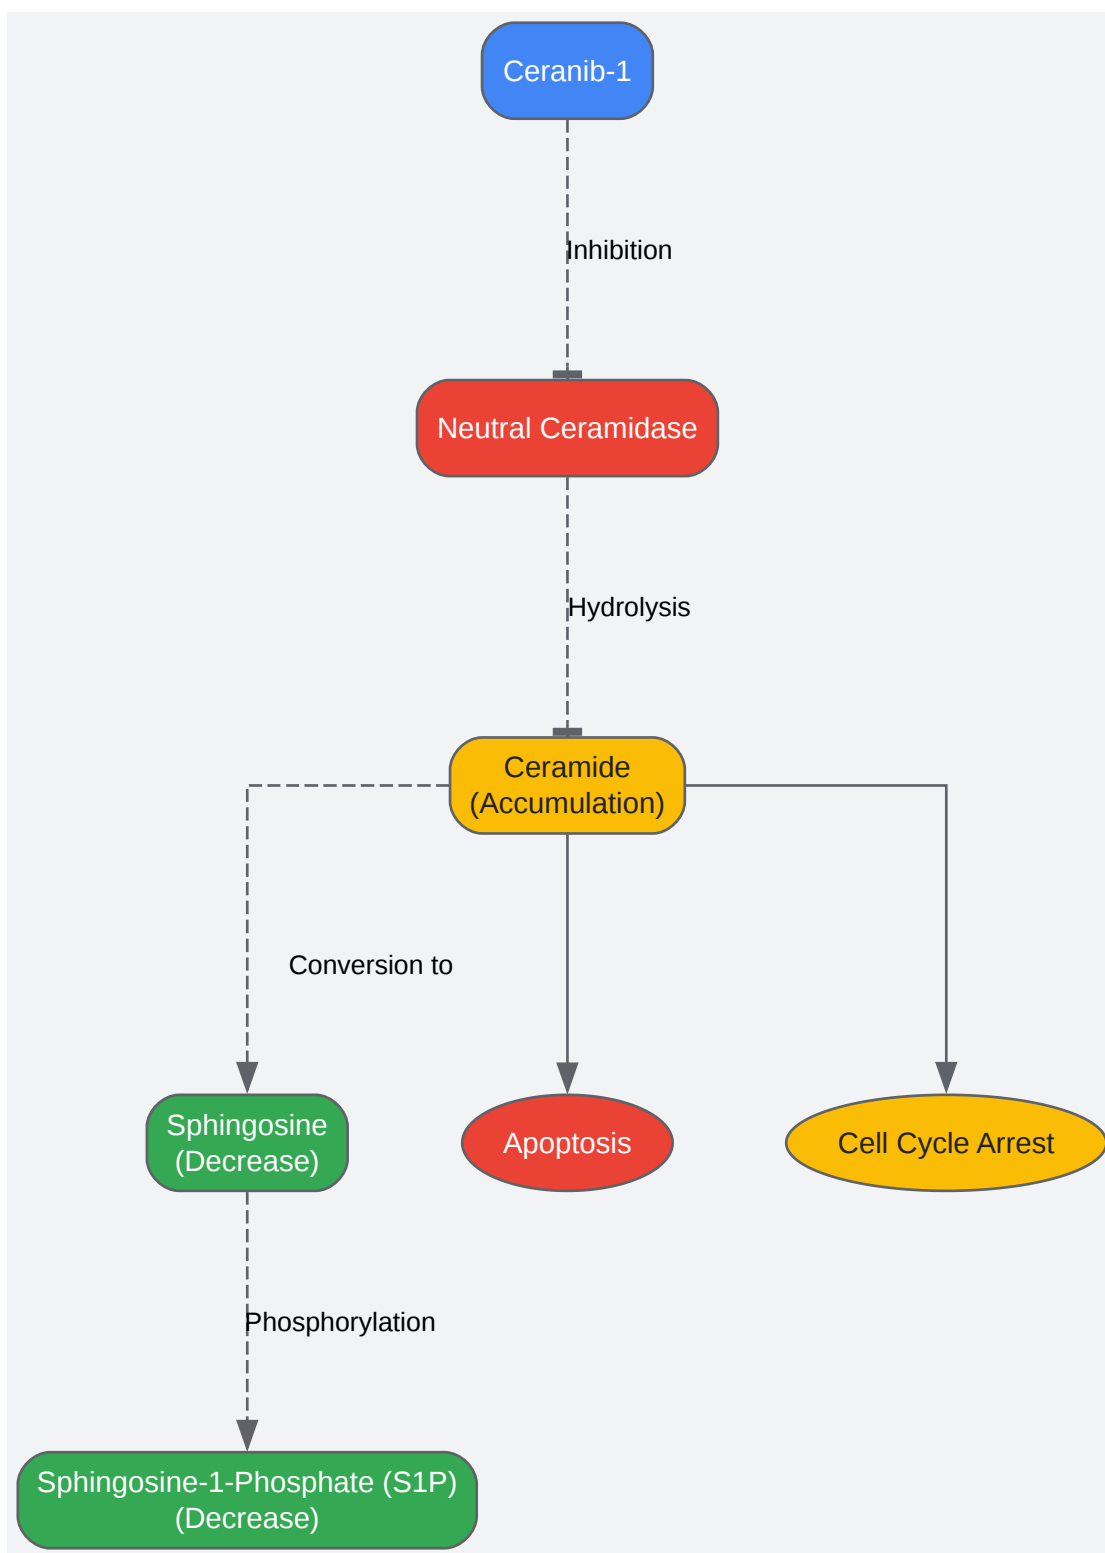 Ceranib-1
Inhibition
Neutral Ceramidase
Hydrolysis
Ceramide
(Accumulation)
Conversion to
Sphingosine
(Decrease)
Apoptosis
Cell Cycle Arrest
Phosphorylation
Sphingosine-1-Phosphate (S1P)
(Decrease)